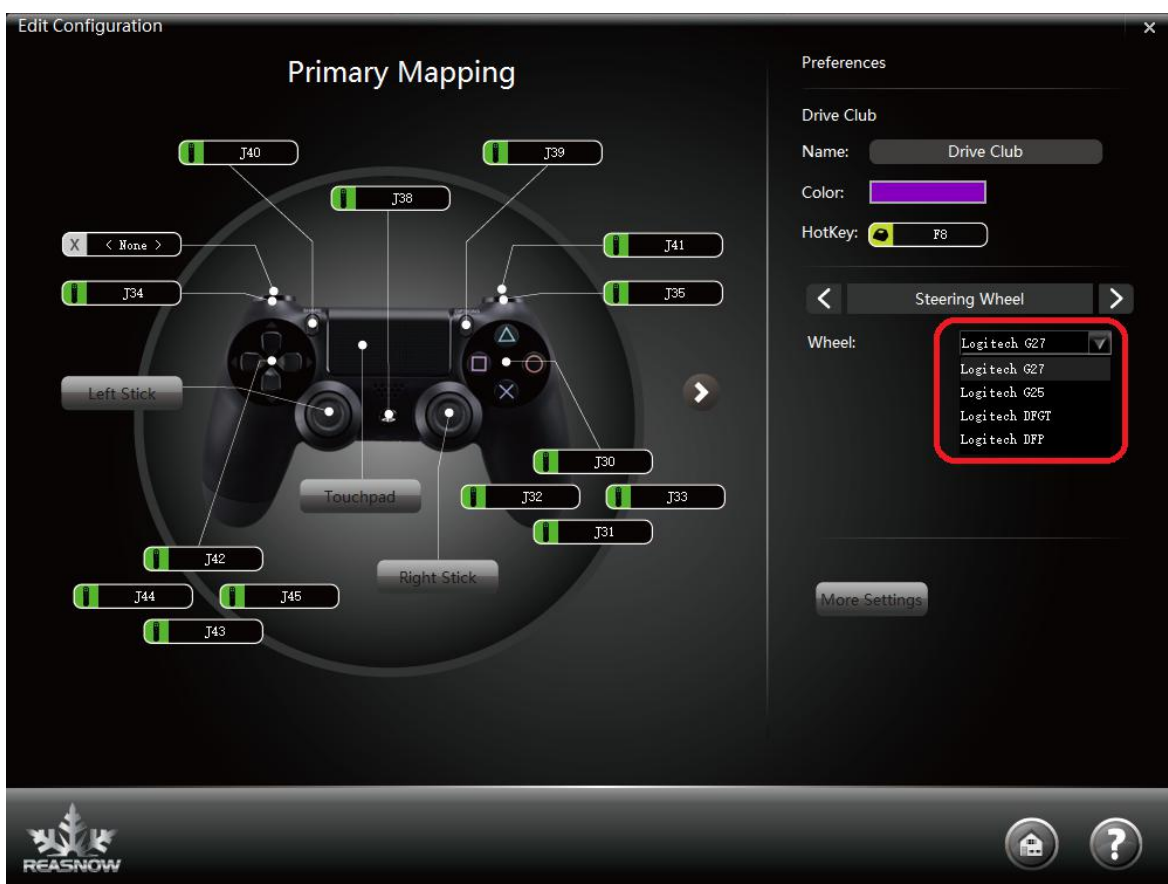 Edit Configuration
Primary Mapping
J40
J39
J38
X < None >
J41
J34
J35
Left Stick
J30
Touchpad
J32
J33
J31
J42
Right Stick
J44
J45
J43
Preferences
Drive Club
Name: Drive Club
Color:
HotKey: F8
Steering Wheel
Wheel: Logitech G27
Logitech G27
Logitech G25
Logitech DFGT
Logitech DFP
More Settings
REASNOW
?